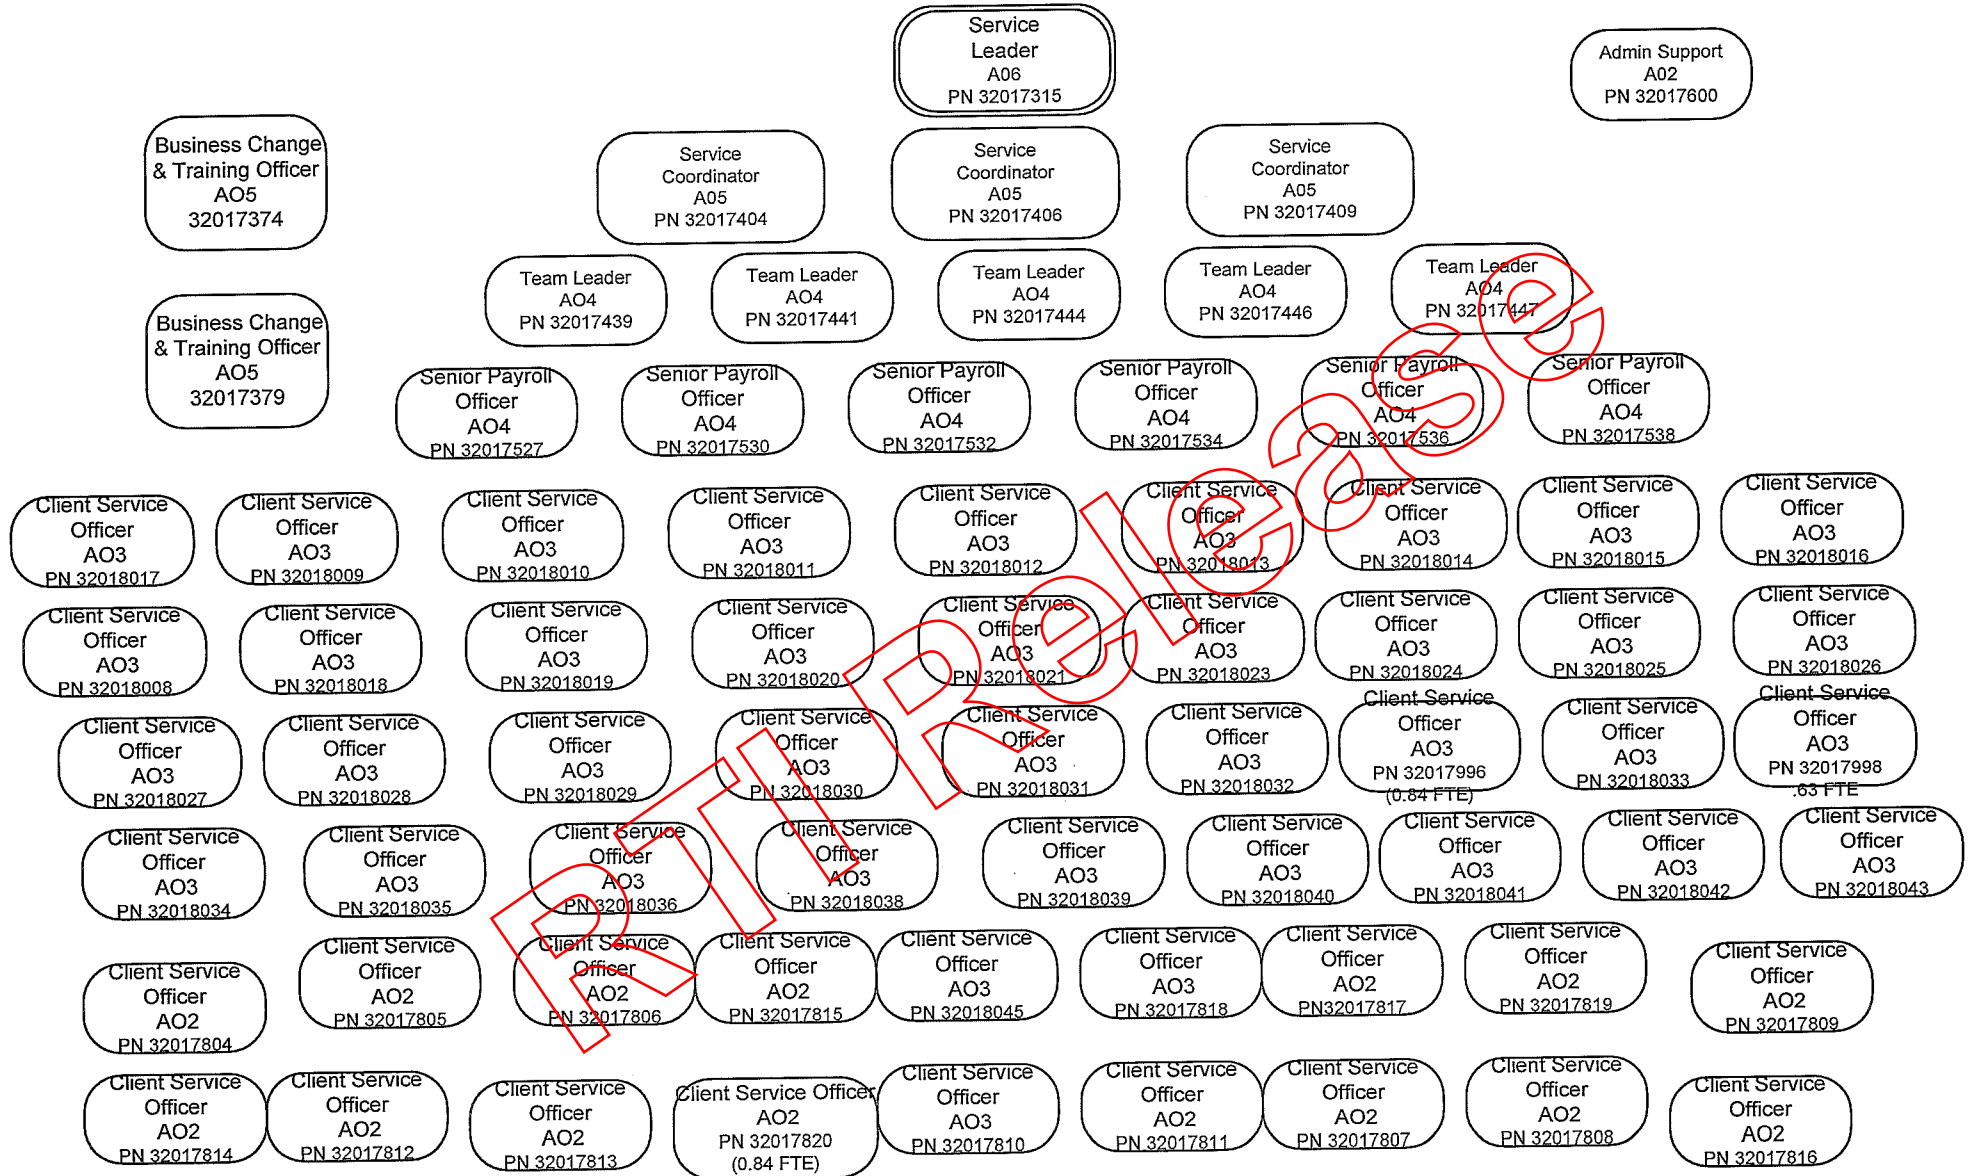 Service
Leader
A06
PN 32017315
Admin Support
A02
PN 32017600
Business Change
& Training Officer
AO5
32017374
Service
Coordinator
A05
PN 32017404
Service
Coordinator
A05
PN 32017406
Service
Coordinator
A05
PN 32017409
Team Leader
AO4
PN 32017439
Team Leader
AO4
PN 32017441
Team Leader
AO4
PN 32017444
Team Leader
AO4
PN 32017446
Team Leader
AO4
PN 32017447
Business Change
& Training Officer
AO5
32017379
Senior Payroll
Officer
AO4
PN 32017527
Senior Payroll
Officer
AO4
PN 32017530
Senior Payroll
Officer
AO4
PN 32017532
Senior Payroll
Officer
AO4
PN 32017534
Senior Payroll
Officer
AO4
PN 32017536
Senior Payroll
Officer
AO4
PN 32017538
Client Service
Officer
AO3
PN 32018017
Client Service
Officer
AO3
PN 32018009
Client Service
Officer
AO3
PN 32018010
Client Service
Officer
AO3
PN 32018011
Client Service
Officer
AO3
PN 32018012
Client Service
Officer
AO3
PN 32018013
Client Service
Officer
AO3
PN 32018014
Client Service
Officer
AO3
PN 32018015
Client Service
Officer
AO3
PN 32018016
Client Service
Officer
AO3
PN 32018008
Client Service
Officer
AO3
PN 32018018
Client Service
Officer
AO3
PN 32018019
Client Service
Officer
AO3
PN 32018020
Client Service
Officer
AO3
PN 32018021
Client Service
Officer
AO3
PN 32018023
Client Service
Officer
AO3
PN 32018024
Client Service
Officer
AO3
PN 32018025
Client Service
Officer
AO3
PN 32018026
Client Service
Officer
AO3
PN 32018027
Client Service
Officer
AO3
PN 32018028
Client Service
Officer
AO3
PN 32018029
Client Service
Officer
AO3
PN 32018030
Client Service
Officer
AO3
PN 32018031
Client Service
Officer
AO3
PN 32018032
Client Service
Officer
AO3
PN 32017996
(0.84 FTE)
Client Service
Officer
AO3
PN 32018033
Client Service
Officer
AO3
PN 32017998
.63 FTE
Client Service
Officer
AO3
PN 32018034
Client Service
Officer
AO3
PN 32018035
Client Service
Officer
AO3
PN 32018036
Client Service
Officer
AO3
PN 32018038
Client Service
Officer
AO3
PN 32018039
Client Service
Officer
AO3
PN 32018040
Client Service
Officer
AO3
PN 32018041
Client Service
Officer
AO3
PN 32018042
Client Service
Officer
AO3
PN 32018043
Client Service
Officer
AO2
PN 32017804
Client Service
Officer
AO2
PN 32017805
Client Service
Officer
AO2
PN 32017806
Client Service
Officer
AO2
PN 32017815
Client Service
Officer
AO3
PN 32018045
Client Service
Officer
AO3
PN 32017818
Client Service
Officer
AO2
PN32017817
Client Service
Officer
AO2
PN 32017819
Client Service
Officer
AO2
PN 32017809
Client Service
Officer
AO2
PN 32017814
Client Service
Officer
AO2
PN 32017812
Client Service
Officer
AO2
PN 32017813
Client Service Officer
AO2
PN 32017820
(0.84 FTE)
Client Service
Officer
AO3
PN 32017810
Client Service
Officer
AO2
PN 32017811
Client Service
Officer
AO2
PN 32017807
Client Service
Officer
AO2
PN 32017808
Client Service
Officer
AO2
PN 32017816
RTI Release